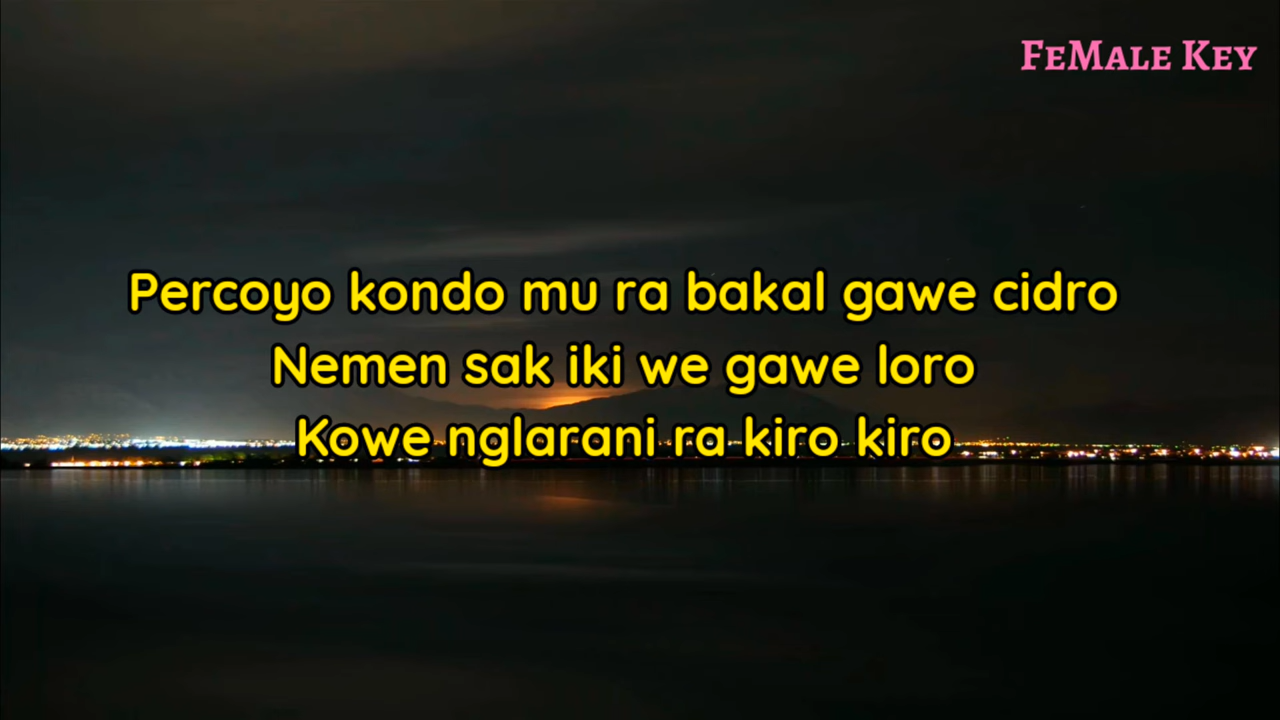 FeMale Key
Percoyo kondo mu ra bakal gawe cidro
Nemen sak iki we gawe loro
Kowe nglarani ra kiro kiro